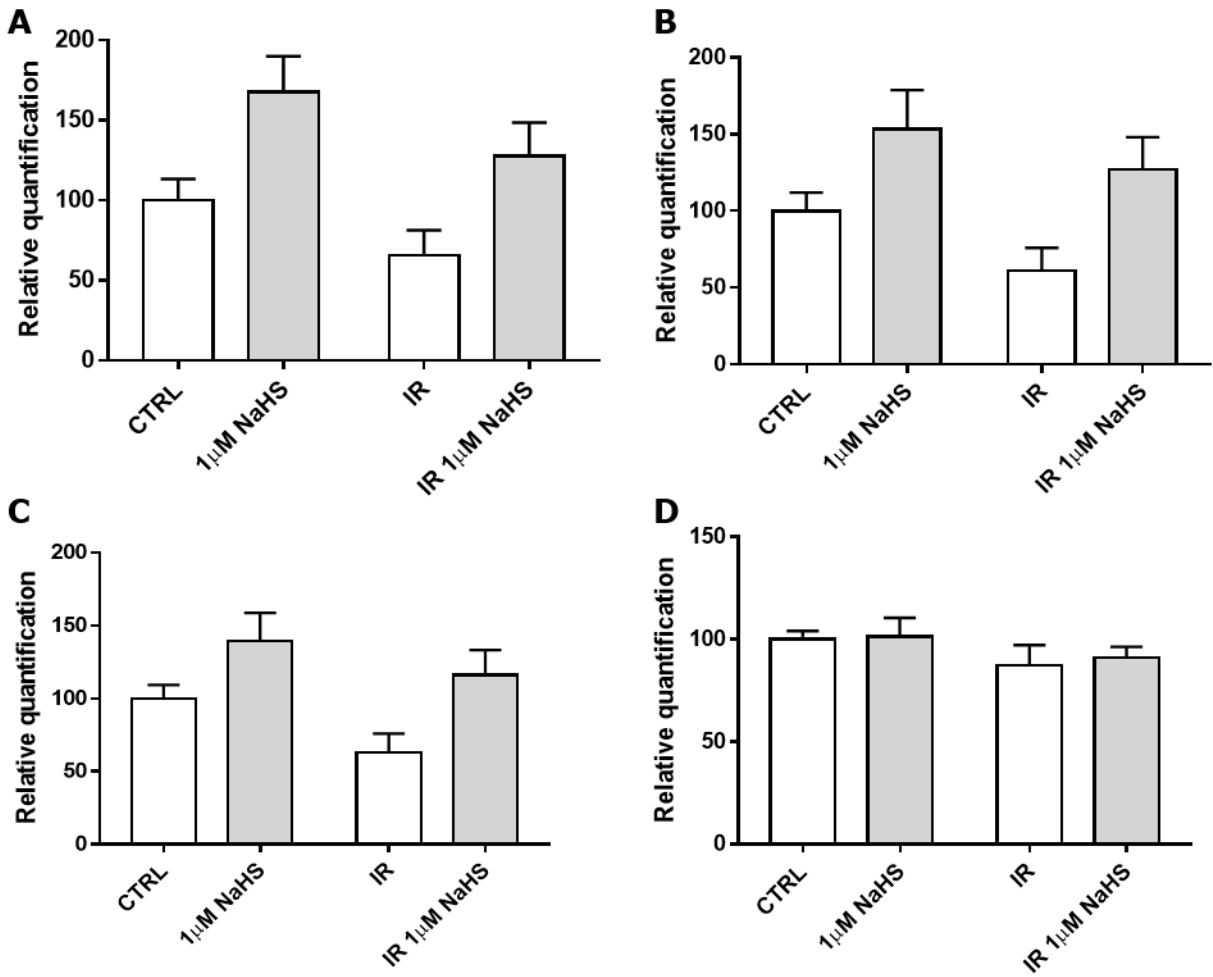 A
Relative quantification
200
150
100
50
0
CTRL
1μM NaHS
IR
IR 1μM NaHS
B
Relative quantification
200
150
100
50
0
CTRL
1μM NaHS
IR
IR 1μM NaHS
C
Relative quantification
200
150
100
50
0
CTRL
1μM NaHS
IR
IR 1μM NaHS
D
Relative quantification
150
100
50
0
CTRL
1μM NaHS
IR
IR 1μM NaHS